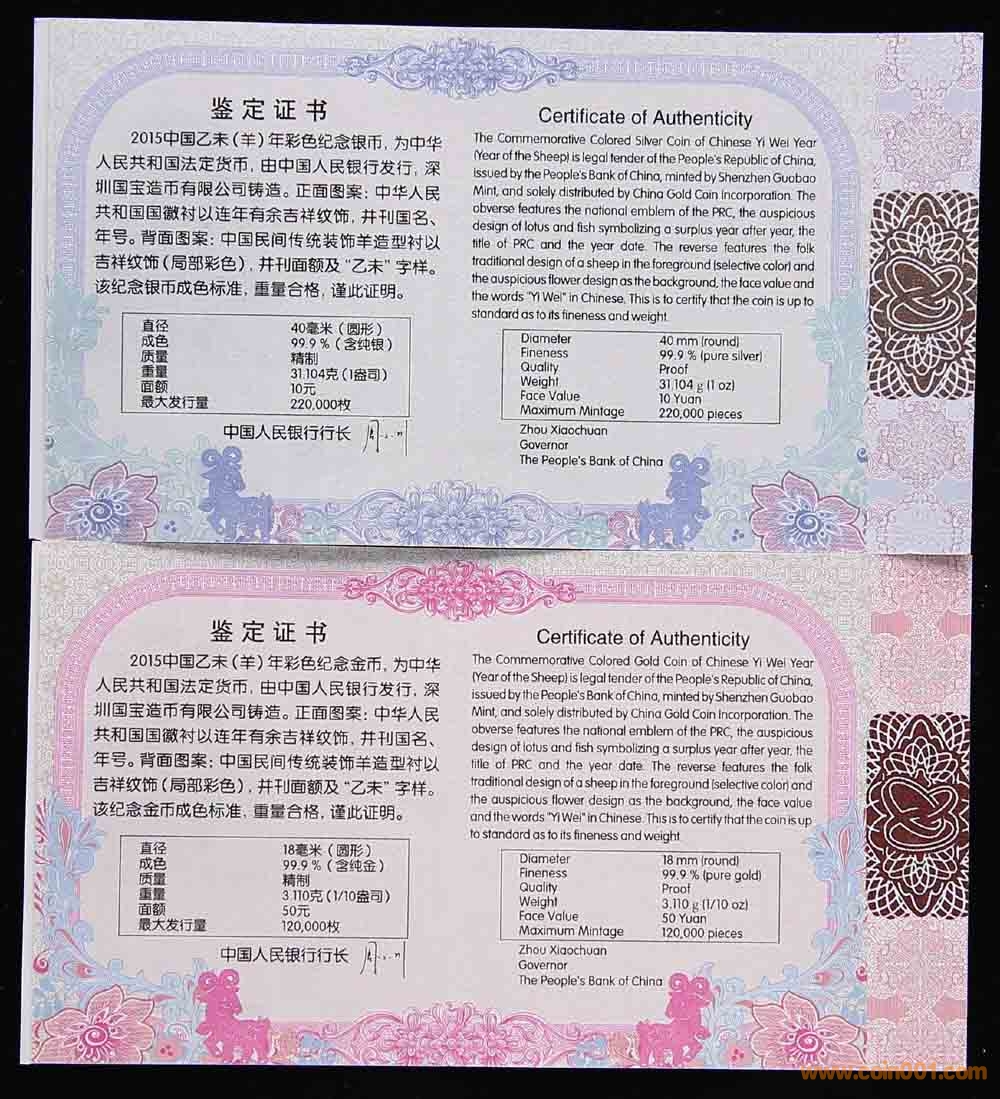 鉴定证书
2015中国乙未(羊)年彩色纪念银币，为中华
人民共和国法定货币，由中国人民银行发行，深
圳国宝造币有限公司铸造。正面图案：中华人民
共和国国徽衬以连年有余吉祥纹饰，并刊国名、
年号。背面图案：中国民间传统装饰羊造型衬以
吉祥纹饰(局部彩色)，并刊面额及“乙未”字样。
该纪念银币成色标准，重量合格，谨此证明。
直径 40毫米(圆形)
成色 99.9%(含纯银)
质量 精制
重量 31.104克(1盎司)
面额 10元
最大发行量 220,000枚
中国人民银行行长
Certificate of Authenticity
The Commemorative Colored Silver Coin of Chinese Yi Wei Year
(Year of the Sheep) is legal tender of the People's Republic of China,
issued by the People's Bank of China, minted by Shenzhen Guobao
Mint, and solely distributed by China Gold Coin Incorporation. The
obverse features the national emblem of the PRC, the auspicious
design of lotus and fish symbolizing a surplus year after year, the
title of PRC and the year date. The reverse features the folk
traditional design of a sheep in the foreground (selective color) and
the auspicious flower design as the background, the face value and
the words "Yi Wei" in Chinese. This is to certify that the coin is up to
standard as to its fineness and weight.
Diameter 40 mm (round)
Fineness 99.9 % (pure silver)
Quality Proof
Weight 31.104 g (1 oz)
Face Value 10 Yuan
Maximum Mintage 220,000 pieces
Zhou Xiaochuan
Governor
The People's Bank of China
鉴定证书
2015中国乙未(羊)年彩色纪念金币，为中华
人民共和国法定货币，由中国人民银行发行，深
圳国宝造币有限公司铸造。正面图案：中华人民
共和国国徽衬以连年有余吉祥纹饰，并刊国名、
年号。背面图案：中国民间传统装饰羊造型衬以
吉祥纹饰(局部彩色)，并刊面额及“乙未”字样。
该纪念金币成色标准，重量合格，谨此证明。
直径 18毫米(圆形)
成色 99.9%(含纯金)
质量 精制
重量 3.110克(1/10盎司)
面额 50元
最大发行量 120,000枚
中国人民银行行长
Certificate of Authenticity
The Commemorative Colored Gold Coin of Chinese Yi Wei Year
(Year of the Sheep) is legal tender of the People's Republic of China,
issued by the People's Bank of China, minted by Shenzhen Guobao
Mint, and solely distributed by China Gold Coin Incorporation. The
obverse features the national emblem of the PRC, the auspicious
design of lotus and fish symbolizing a surplus year after year, the
title of PRC and the year date. The reverse features the folk
traditional design of a sheep in the foreground (selective color) and
the auspicious flower design as the background, the face value
and the words "Yi Wei" in Chinese. This is to certify that the coin is up
to standard as to its fineness and weight.
Diameter 18 mm (round)
Fineness 99.9 % (pure gold)
Quality Proof
Weight 3.110 g (1/10 oz)
Face Value 50 Yuan
Maximum Mintage 120,000 pieces
Zhou Xiaochuan
Governor
The People's Bank of China
www.coin001.com